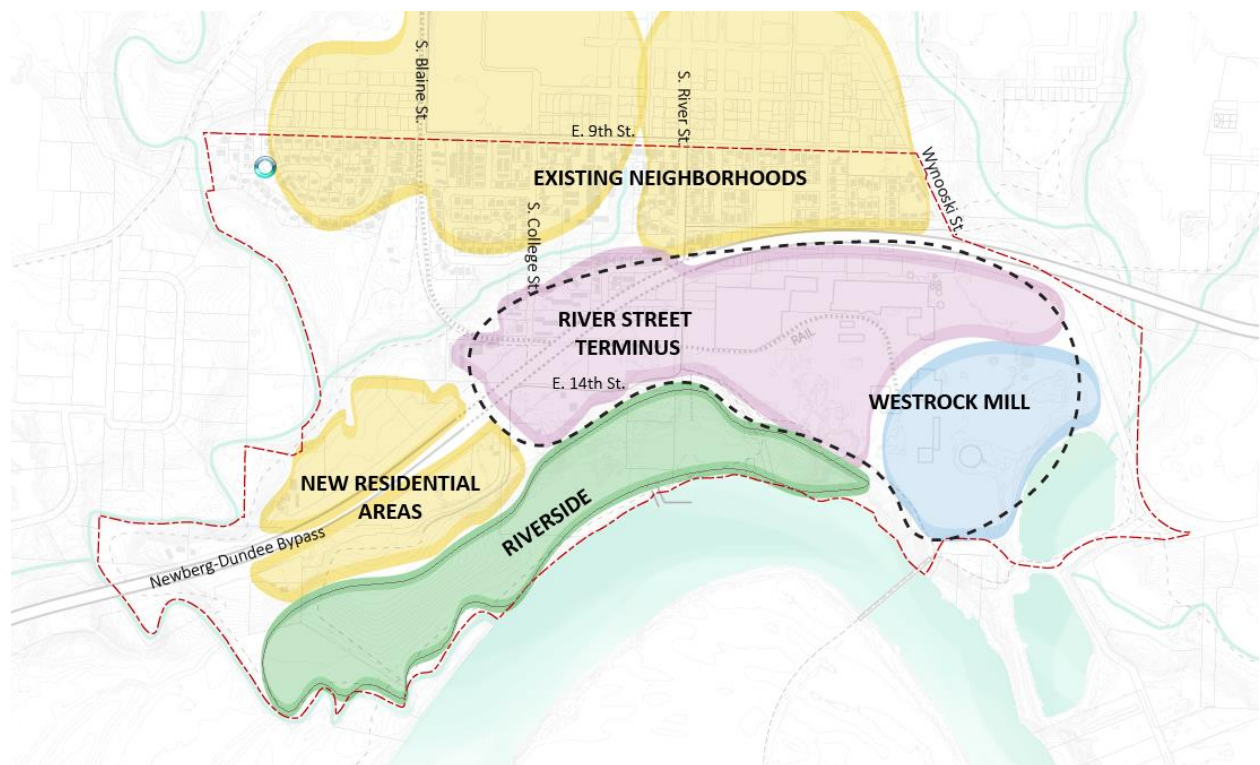 S. Blaine St.
S. River St.
E. 9th St.
Wynooski St.
EXISTING NEIGHBORHOODS
S. College St.
RIVER STREET
TERMINUS
RAIL
E. 14th St.
WESTROCK MILL
NEW RESIDENTIAL
AREAS
RIVERSIDE
Newberg-Dundee Bypass